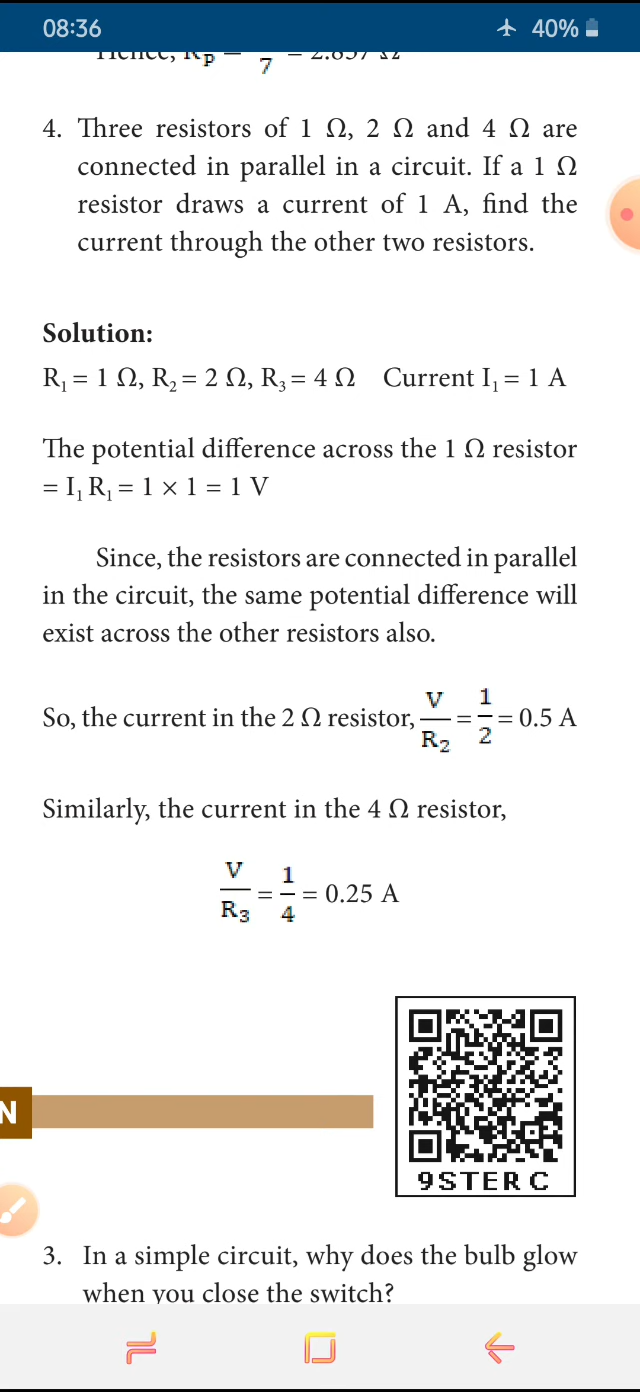 08:36
40%
7
4. Three resistors of 1 Ω, 2 Ω and 4 Ω are
connected in parallel in a circuit. If a 1 Ω
resistor draws a current of 1 A, find the
current through the other two resistors.
Solution:
R₁ = 1 Ω, R₂ = 2 Ω, R₃ = 4 Ω Current I₁ = 1 A
The potential difference across the 1 Ω resistor
= I₁ R₁ = 1 × 1 = 1 V
Since, the resistors are connected in parallel
in the circuit, the same potential difference will
exist across the other resistors also.
So, the current in the 2 Ω resistor, V/R₂ = 1/2 = 0.5 A
Similarly, the current in the 4 Ω resistor,
V/R₃ = 1/4 = 0.25 A
N
9STERC
3. In a simple circuit, why does the bulb glow
when you close the switch?